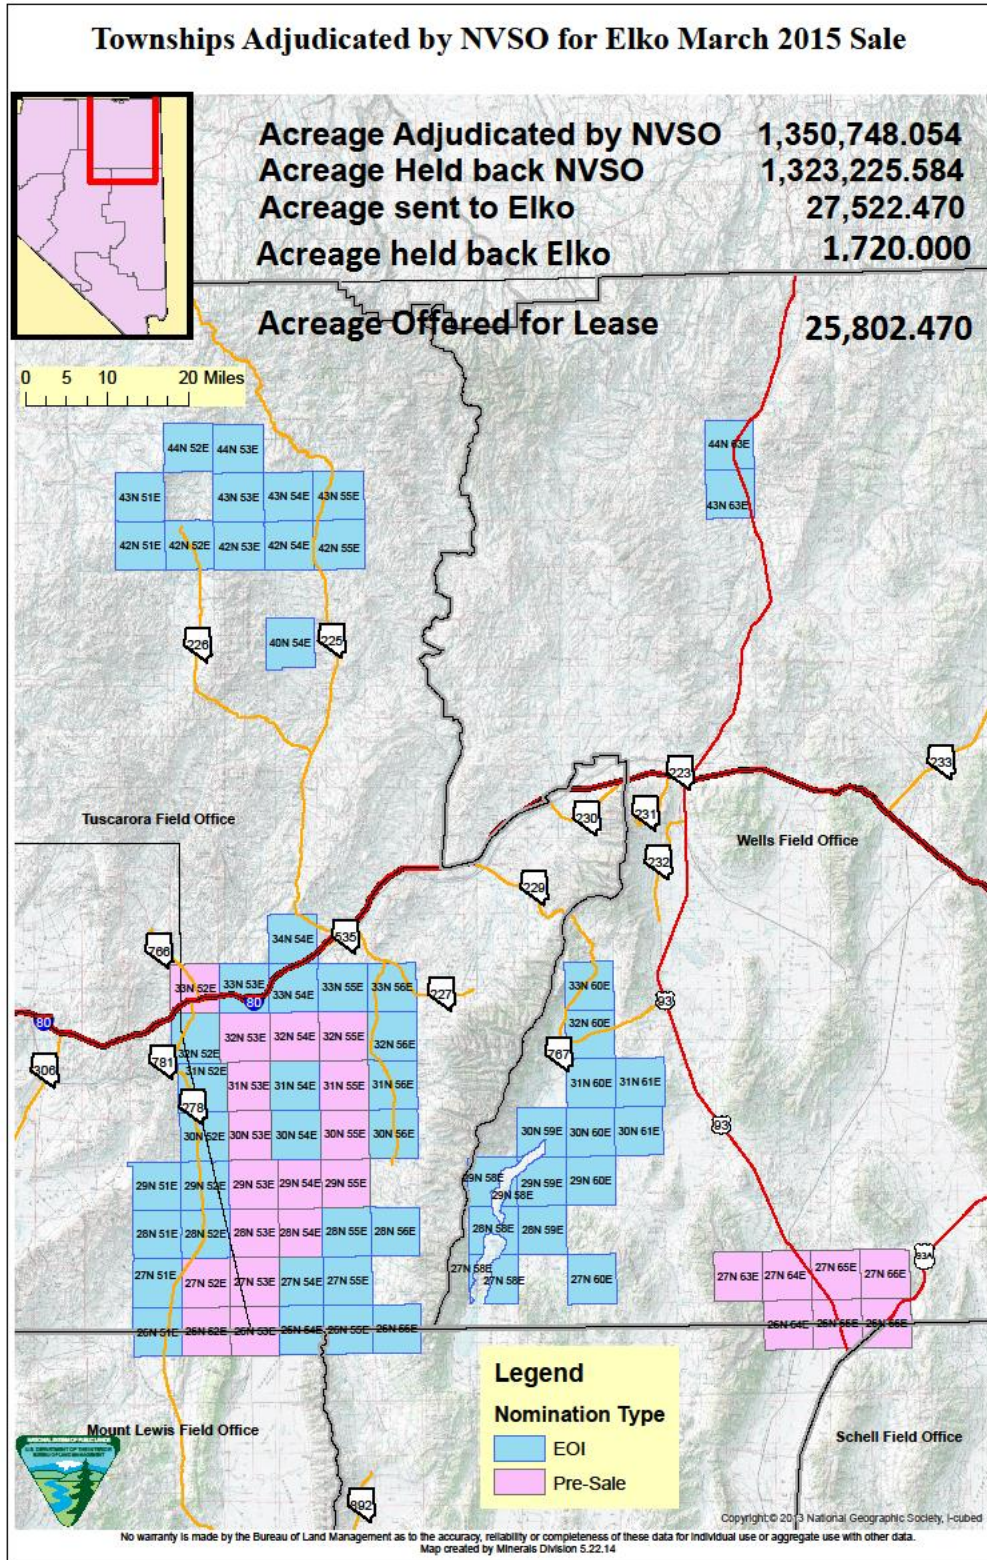 Townships Adjudicated by NVSO for Elko March 2015 Sale
Acreage Adjudicated by NVSO 1,350,748.054
Acreage Held back NVSO 1,323,225.584
Acreage sent to Elko 27,522.470
Acreage held back Elko 1,720.000
Acreage Offered for Lease 25,802.470
0 5 10 20 Miles
44N 52E 44N 53E 44N 63E
43N 51E 43N 53E 43N 54E 43N 55E 43N 63E
42N 51E 42N 52E 42N 53E 42N 54E 42N 55E
226 40N 54E 225
233
223
230 231
Tuscarora Field Office Wells Field Office
232
229
34N 54E 535
766
33N 52E 33N 53E 33N 54E 33N 55E 33N 56E 227 33N 60E
80 93
80 32N 52E 32N 53E 32N 54E 32N 55E 32N 56E 32N 60E
306 781 767
31N 52E 31N 53E 31N 54E 31N 55E 31N 56E 31N 60E 31N 61E
278
30N 52E 30N 53E 30N 54E 30N 55E 30N 56E 30N 59E 30N 60E 30N 61E
93
29N 51E 29N 52E 29N 53E 29N 54E 29N 55E 29N 58E 29N 59E 29N 60E
29N 58E
28N 51E 28N 52E 28N 53E 28N 54E 28N 55E 28N 56E 28N 58E 28N 59E
93A
27N 51E 27N 52E 27N 53E 27N 54E 27N 55E 27N 58E 27N 58E 27N 60E 27N 63E 27N 64E 27N 65E 27N 66E
26N 51E 26N 52E 26N 53E 26N 54E 26N 55E 26N 56E 26N 64E 26N 65E 26N 66E
Legend
Nomination Type
EOI
Pre-Sale
Mount Lewis Field Office Schell Field Office
U.S. DEPARTMENT OF THE INTERIOR
BUREAU OF LAND MANAGEMENT
892
Copyright:© 2013 National Geographic Society, i-cubed
No warranty is made by the Bureau of Land Management as to the accuracy, reliability or completeness of these data for individual use or aggregate use with other data.
Map created by Minerals Division 5.22.14